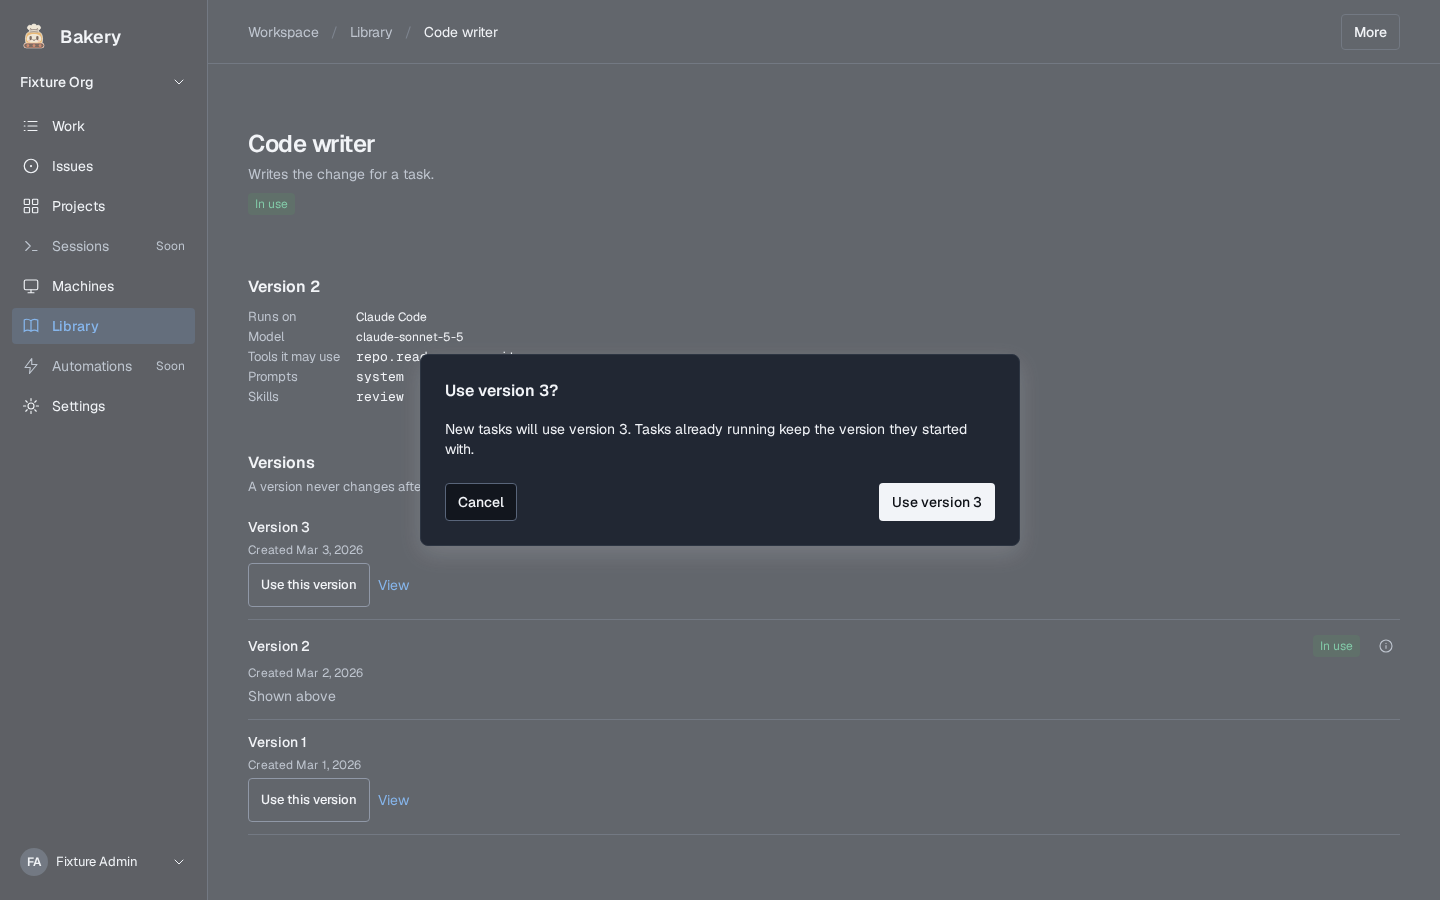 Bakery
Fixture Org
Work
Issues
Projects
Sessions Soon
Machines
Library
Automations Soon
Settings
FA Fixture Admin
Workspace / Library / Code writer
More
Code writer
Writes the change for a task.
In use
Version 2
Runs on Claude Code
Model claude-sonnet-5-5
Tools it may use repo.read
Prompts system
Skills review
Versions
A version never changes afte
Version 3
Created Mar 3, 2026
Use this version View
Version 2 In use
Created Mar 2, 2026
Shown above
Version 1
Created Mar 1, 2026
Use this version View
Use version 3?
New tasks will use version 3. Tasks already running keep the version they started
with.
Cancel Use version 3